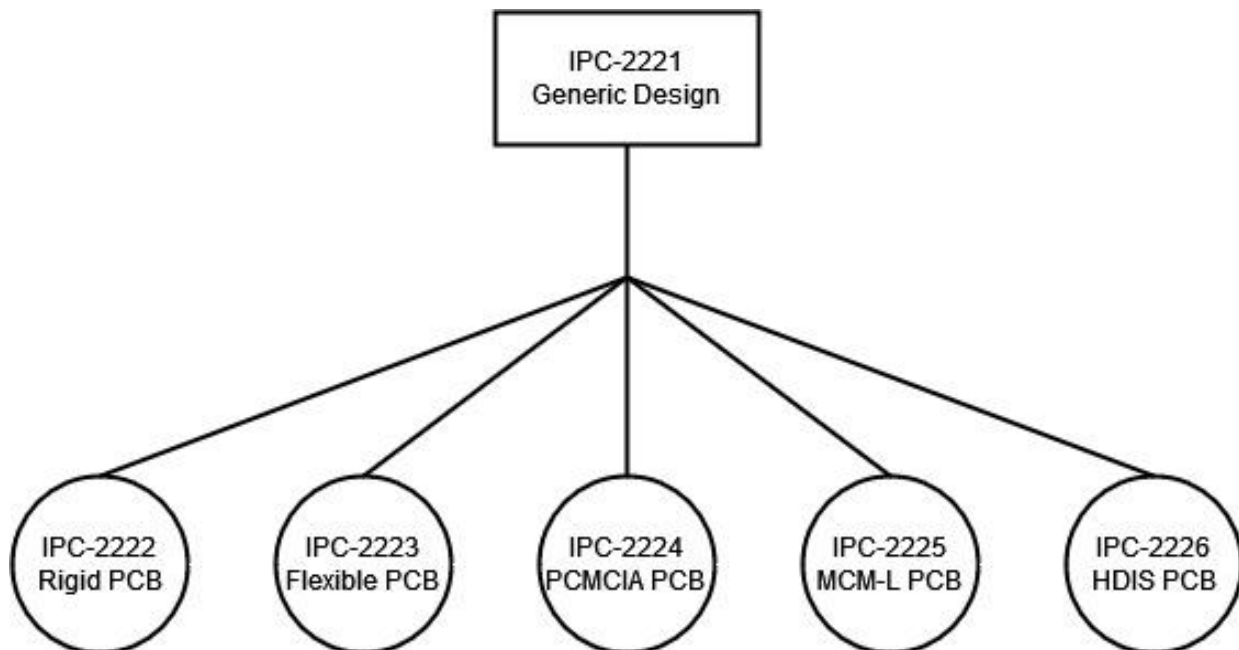 IPC-2221
Generic Design
IPC-2222
Rigid PCB
IPC-2223
Flexible PCB
IPC-2224
PCMCIA PCB
IPC-2225
MCM-L PCB
IPC-2226
HDIS PCB